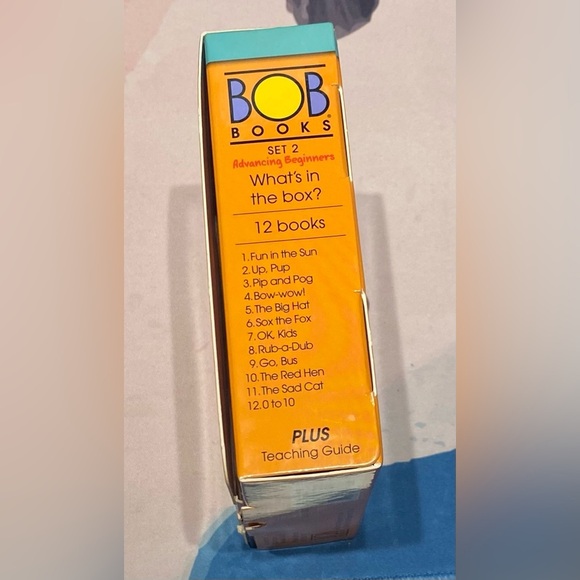 BOB
BOOKS®
SET 2
Advancing Beginners
What's in
the box?
12 books
1. Fun in the Sun
2. Up, Pup
3. Pip and Pog
4. Bow-wow!
5. The Big Hat
6. Sox the Fox
7. OK, Kids
8. Rub-a-Dub
9. Go, Bus
10. The Red Hen
11. The Sad Cat
12. 0 to 10
PLUS
Teaching Guide